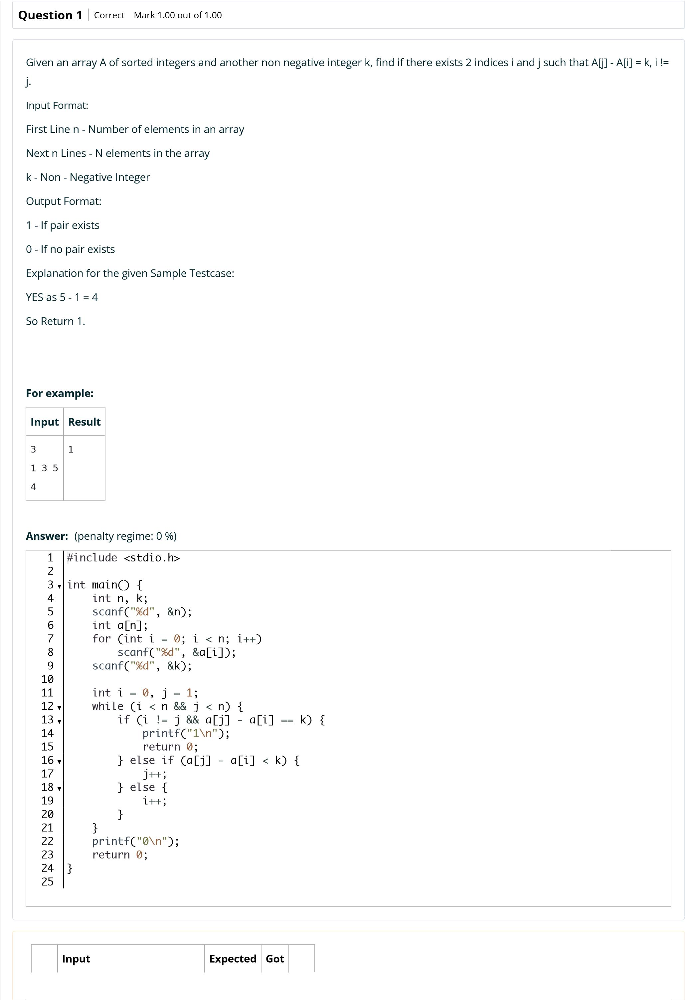 Question 1 Correct Mark 1.00 out of 1.00
Given an array A of sorted integers and another non negative integer k, find if there exists 2 indices i and j such that A[j] - A[i] = k, i !=
j.
Input Format:
First Line n - Number of elements in an array
Next n Lines - N elements in the array
k - Non - Negative Integer
Output Format:
1 - If pair exists
0 - If no pair exists
Explanation for the given Sample Testcase:
YES as 5 - 1 = 4
So Return 1.
For example:
Input Result
3 1
1 3 5
4
Answer: (penalty regime: 0 %)
1 #include <stdio.h>
2
3 int main() {
4     int n, k;
5     scanf("%d", &n);
6     int a[n];
7     for (int i = 0; i < n; i++)
8         scanf("%d", &a[i]);
9     scanf("%d", &k);
10
11     int i = 0, j = 1;
12     while (i < n && j < n) {
13         if (i != j && a[j] - a[i] == k) {
14             printf("1\n");
15             return 0;
16         } else if (a[j] - a[i] < k) {
17             j++;
18         } else {
19             i++;
20         }
21     }
22     printf("0\n");
23     return 0;
24 }
25
Input Expected Got